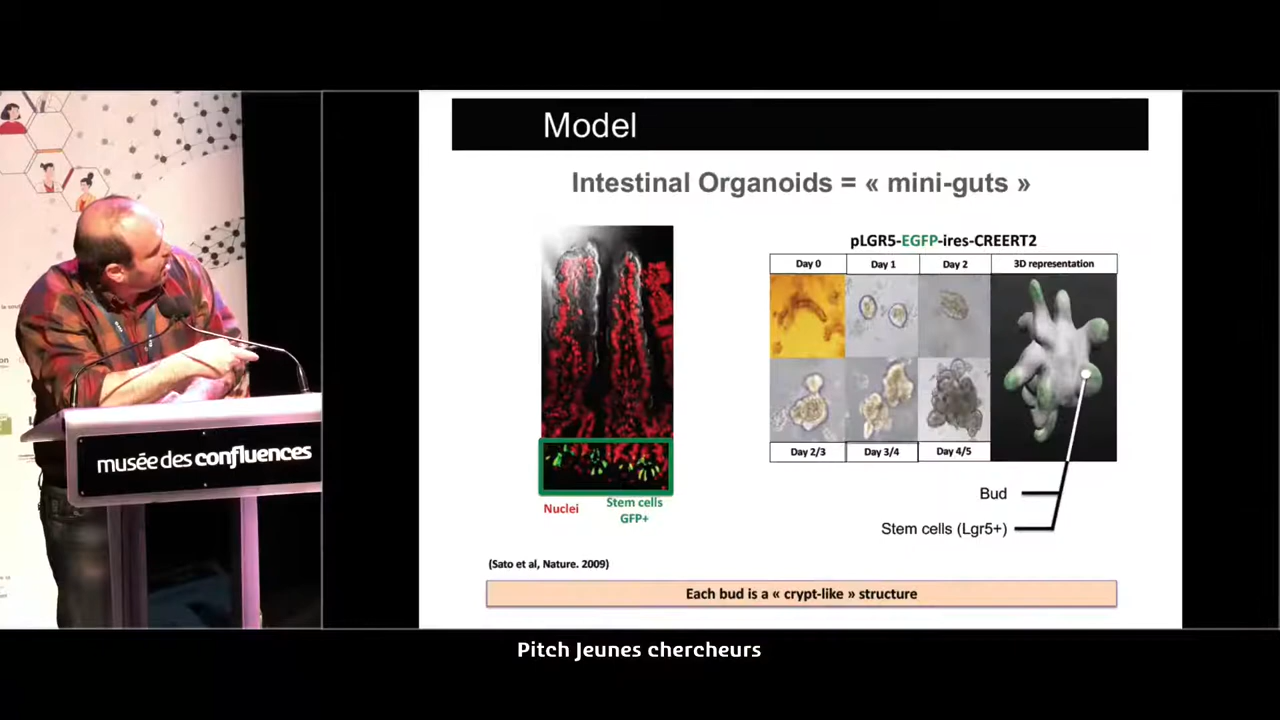 Model
Intestinal Organoids = « mini-guts »
pLGR5-EGFP-ires-CREERT2
Day 0
Day 1
Day 2
3D representation
Day 2/3
Day 3/4
Day 4/5
Nuclei
Stem cells
GFP+
Bud
Stem cells (Lgr5+)
(Sato et al, Nature. 2009)
Each bud is a « crypt-like » structure
musée des confluences
Pitch Jeunes chercheurs